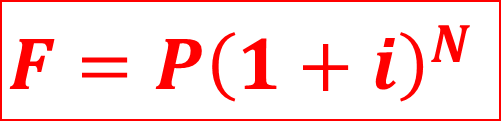 F = P(1 + i)^N